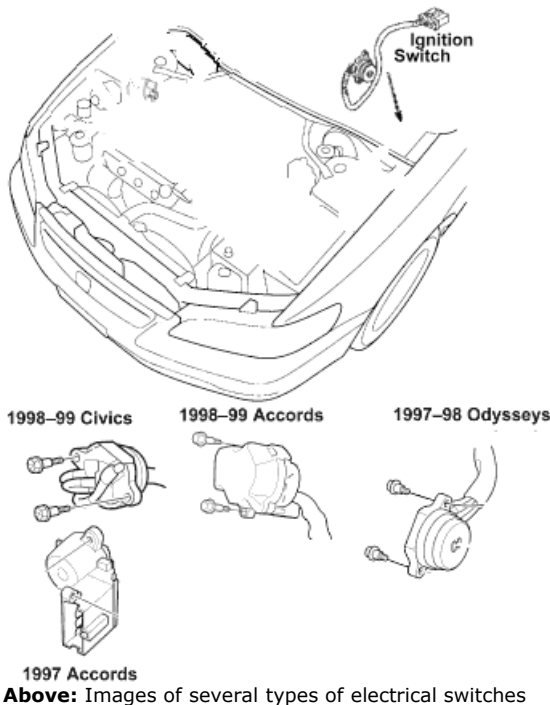 Ignition
Switch
1998–99 Civics
1998–99 Accords
1997–98 Odysseys
1997 Accords
Above: Images of several types of electrical switches